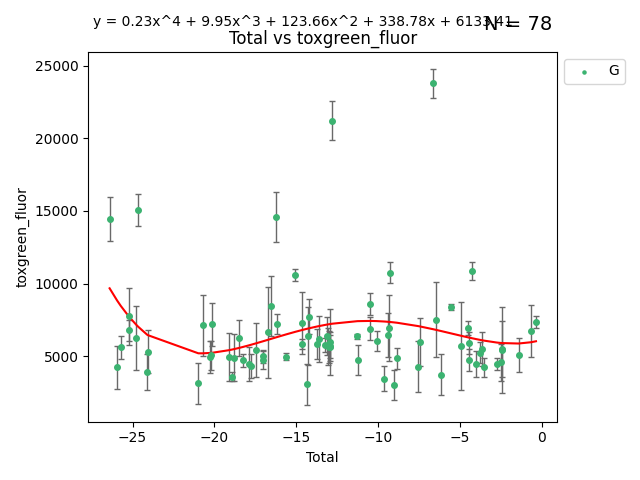 y = 0.23x^4 + 9.95x^3 + 123.66x^2 + 338.78x + 6133.41
N = 78
Total vs toxgreen_fluor
G
toxgreen_fluor
25000
20000
15000
10000
5000
−25
−20
−15
−10
−5
0
Total